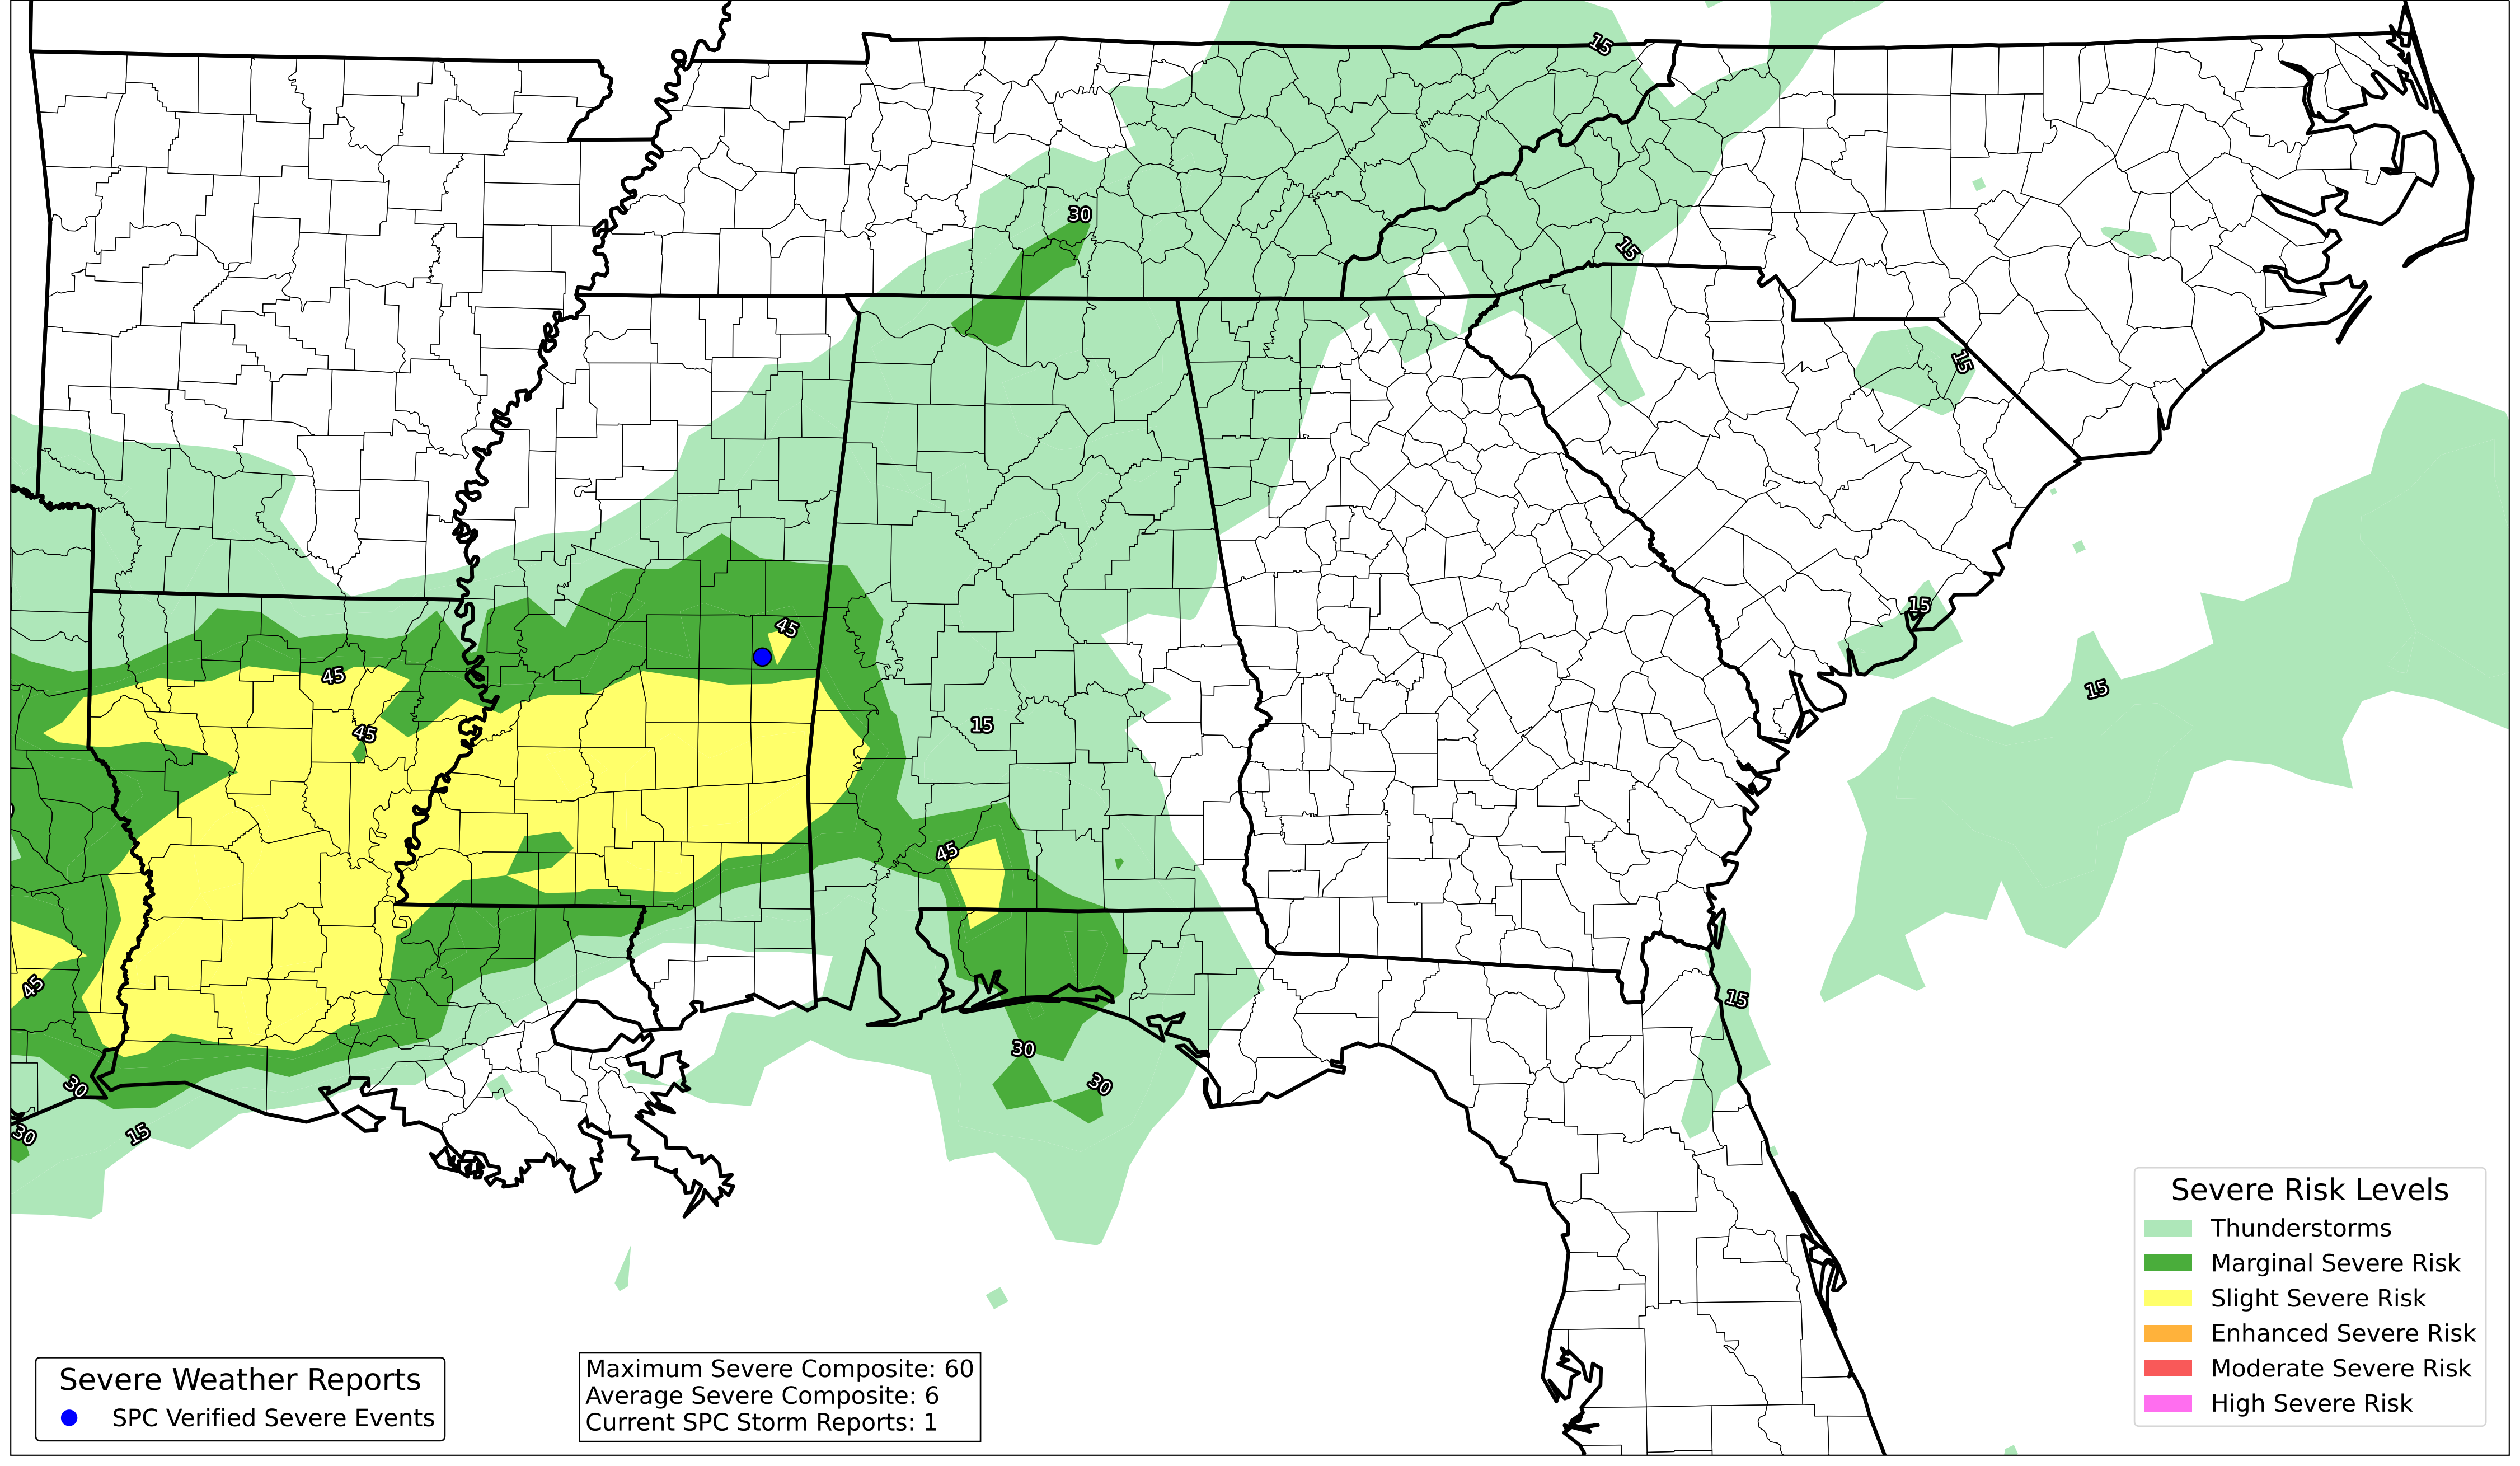 15
30
15
15
15
45
45
45
15
15
45
45
15
30
30
30
30
15
Severe Risk Levels
Thunderstorms
Marginal Severe Risk
Slight Severe Risk
Enhanced Severe Risk
Moderate Severe Risk
High Severe Risk
Severe Weather Reports
SPC Verified Severe Events
Maximum Severe Composite: 60
Average Severe Composite: 6
Current SPC Storm Reports: 1